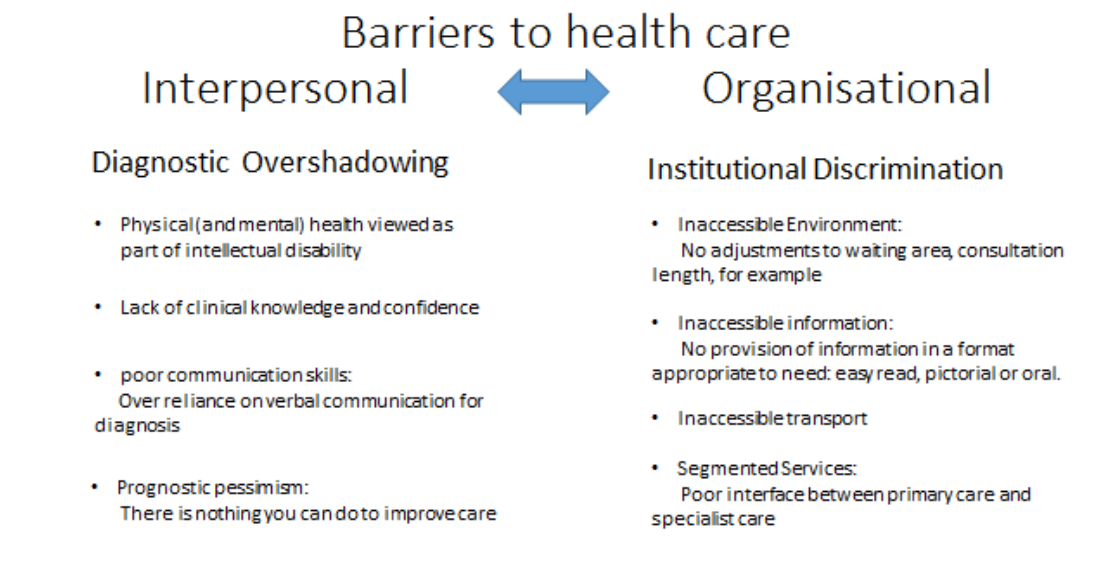 Barriers to health care
Interpersonal
Organisational
Diagnostic Overshadowing
• Physical (and mental) health viewed as
part of intellectual disability
• Lack of clinical knowledge and confidence
• poor communication skills:
Over reliance on verbal communication for
diagnosis
• Prognostic pessimism:
There is nothing you can do to improve care
Institutional Discrimination
• Inaccessible Environment:
No adjustments to waiting area, consultation
length, for example
• Inaccessible information:
No provision of information in a format
appropriate to need: easy read, pictorial or oral.
• Inaccessible transport
• Segmented Services:
Poor interface between primary care and
specialist care